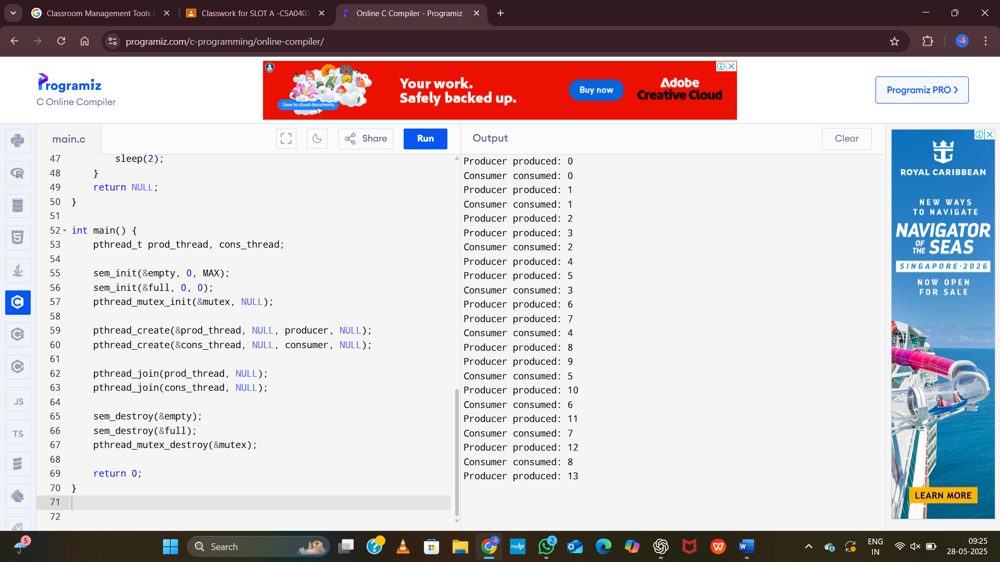 Classroom Management Tools &
Classwork for SLOT A -CSA0403
Online C Compiler - Programiz
programiz.com/c-programming/online-compiler/
Programiz
C Online Compiler
Save to cloud documents
Your work.
Safely backed up.
Buy now
Adobe
Creative Cloud
Programiz PRO
main.c
Share
Run
Output
Clear
47 sleep(2);
48 }
49 return NULL;
50 }
51
52 int main() {
53 pthread_t prod_thread, cons_thread;
54
55 sem_init(&empty, 0, MAX);
56 sem_init(&full, 0, 0);
57 pthread_mutex_init(&mutex, NULL);
58
59 pthread_create(&prod_thread, NULL, producer, NULL);
60 pthread_create(&cons_thread, NULL, consumer, NULL);
61
62 pthread_join(prod_thread, NULL);
63 pthread_join(cons_thread, NULL);
64
65 sem_destroy(&empty);
66 sem_destroy(&full);
67 pthread_mutex_destroy(&mutex);
68
69 return 0;
70 }
71
72
Producer produced: 0
Consumer consumed: 0
Producer produced: 1
Consumer consumed: 1
Producer produced: 2
Producer produced: 3
Consumer consumed: 2
Producer produced: 4
Producer produced: 5
Consumer consumed: 3
Producer produced: 6
Producer produced: 7
Consumer consumed: 4
Producer produced: 8
Producer produced: 9
Consumer consumed: 5
Producer produced: 10
Consumer consumed: 6
Producer produced: 11
Consumer consumed: 7
Producer produced: 12
Consumer consumed: 8
Producer produced: 13
ROYAL CARIBBEAN
NEW WAYS
TO NAVIGATE
NAVIGATOR
OF THE SEAS
SINGAPORE·2026
NOW OPEN
FOR SALE
LEARN MORE
R
5
C
C
C
JS
TS
5
Search
myhp
2
W
W
ENG
IN
09:25
28-05-2025